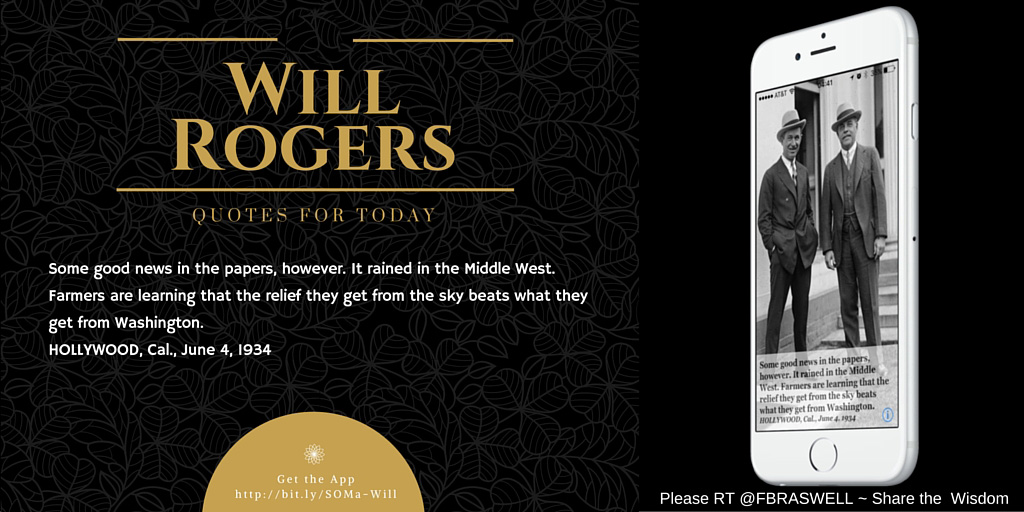 WILL
ROGERS
QUOTES FOR TODAY
Some good news in the papers, however. It rained in the Middle West.
Farmers are learning that the relief they get from the sky beats what they
get from Washington.
HOLLYWOOD, Cal., June 4, 1934
Get the App
http://bit.ly/SOMa-Will
AT&T
Some good news in the papers,
however. It rained in the Middle
West. Farmers are learning that the
relief they get from the sky beats
what they get from Washington.
HOLLYWOOD, Cal., June 4, 1934
Please RT @FBRASWELL ~ Share the Wisdom